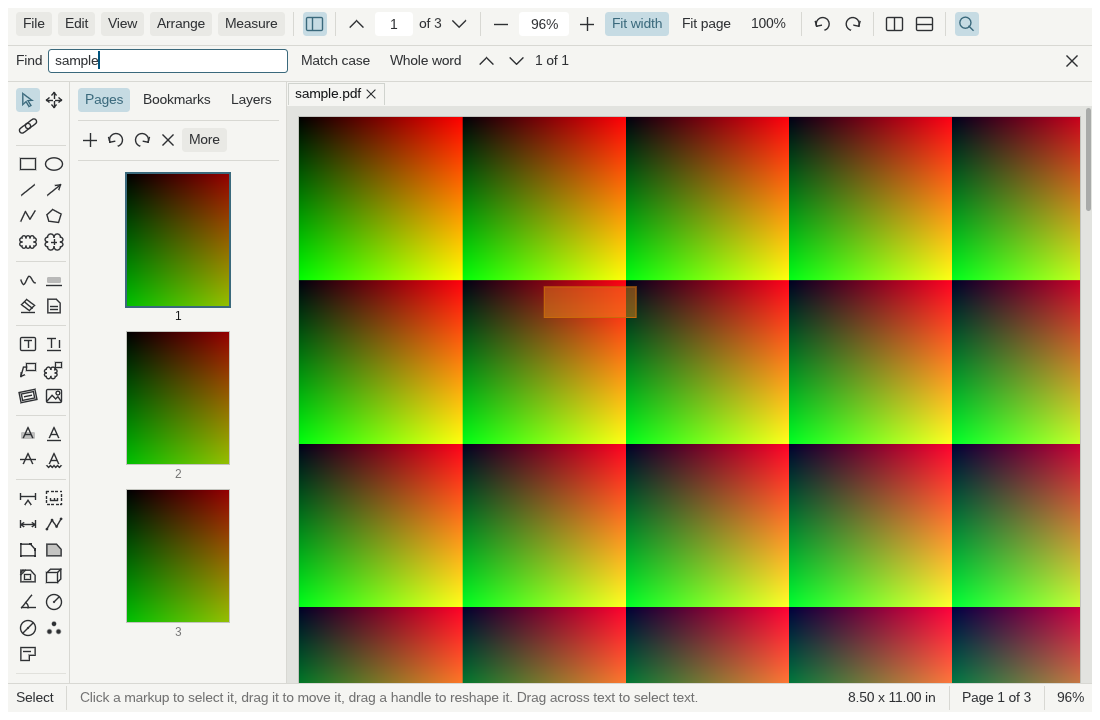 File Edit View Arrange Measure 1 of 3 96% Fit width Fit page 100%
Find sample Match case Whole word 1 of 1
Pages Bookmarks Layers
sample.pdf
More
1
2
3
Select Click a markup to select it, drag it to move it, drag a handle to reshape it. Drag across text to select text. 8.50 x 11.00 in Page 1 of 3 96%